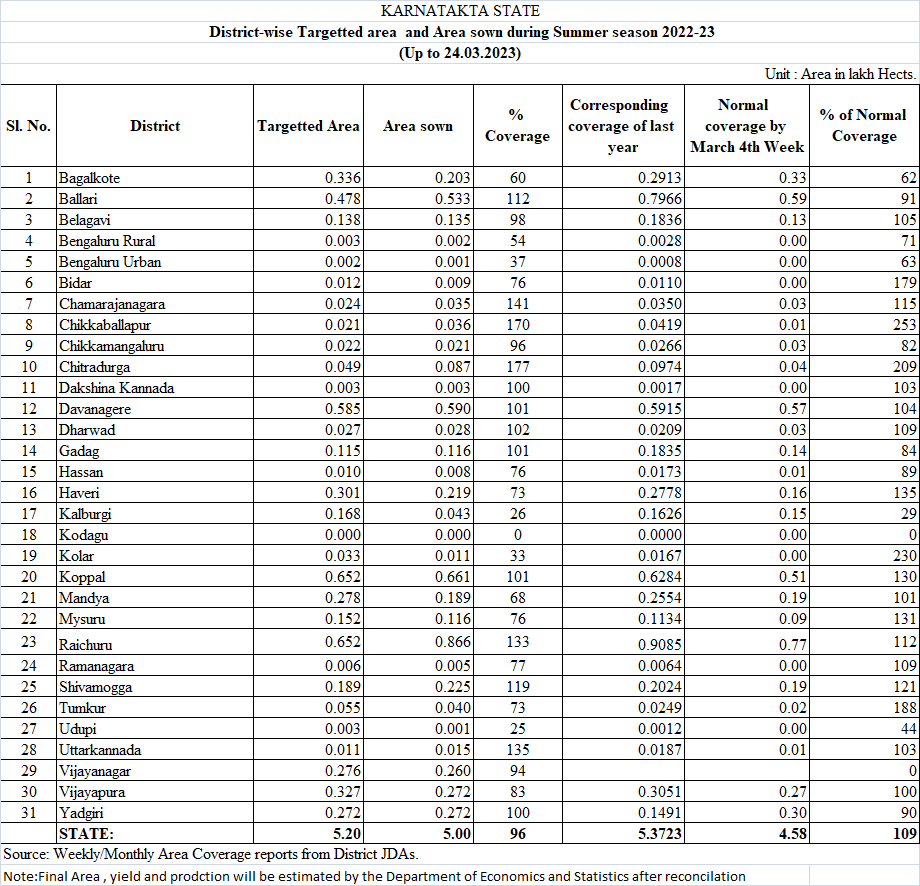 KARNATAKTA STATE
District-wise Targetted area and Area sown during Summer season 2022-23
(Up to 24.03.2023)
Unit : Area in lakh Hects.
Sl. No. District Targetted Area Area sown % Coverage Corresponding coverage of last year Normal coverage by March 4th Week % of Normal Coverage
1 Bagalkote 0.336 0.203 60 0.2913 0.33 62
2 Ballari 0.478 0.533 112 0.7966 0.59 91
3 Belagavi 0.138 0.135 98 0.1836 0.13 105
4 Bengaluru Rural 0.003 0.002 54 0.0028 0.00 71
5 Bengaluru Urban 0.002 0.001 37 0.0008 0.00 63
6 Bidar 0.012 0.009 76 0.0110 0.00 179
7 Chamarajanagara 0.024 0.035 141 0.0350 0.03 115
8 Chikkaballapur 0.021 0.036 170 0.0419 0.01 253
9 Chikkamangaluru 0.022 0.021 96 0.0266 0.03 82
10 Chitradurga 0.049 0.087 177 0.0974 0.04 209
11 Dakshina Kannada 0.003 0.003 100 0.0017 0.00 103
12 Davanagere 0.585 0.590 101 0.5915 0.57 104
13 Dharwad 0.027 0.028 102 0.0209 0.03 109
14 Gadag 0.115 0.116 101 0.1835 0.14 84
15 Hassan 0.010 0.008 76 0.0173 0.01 89
16 Haveri 0.301 0.219 73 0.2778 0.16 135
17 Kalburgi 0.168 0.043 26 0.1626 0.15 29
18 Kodagu 0.000 0.000 0 0.0000 0.00 0
19 Kolar 0.033 0.011 33 0.0167 0.00 230
20 Koppal 0.652 0.661 101 0.6284 0.51 130
21 Mandya 0.278 0.189 68 0.2554 0.19 101
22 Mysuru 0.152 0.116 76 0.1134 0.09 131
23 Raichuru 0.652 0.866 133 0.9085 0.77 112
24 Ramanagara 0.006 0.005 77 0.0064 0.00 109
25 Shivamogga 0.189 0.225 119 0.2024 0.19 121
26 Tumkur 0.055 0.040 73 0.0249 0.02 188
27 Udupi 0.003 0.001 25 0.0012 0.00 44
28 Uttarkannada 0.011 0.015 135 0.0187 0.01 103
29 Vijayanagar 0.276 0.260 94 0
30 Vijayapura 0.327 0.272 83 0.3051 0.27 100
31 Yadgiri 0.272 0.272 100 0.1491 0.30 90
STATE: 5.20 5.00 96 5.3723 4.58 109
Source: Weekly/Monthly Area Coverage reports from District JDAs.
Note:Final Area , yield and prodction will be estimated by the Department of Economics and Statistics after reconcilation